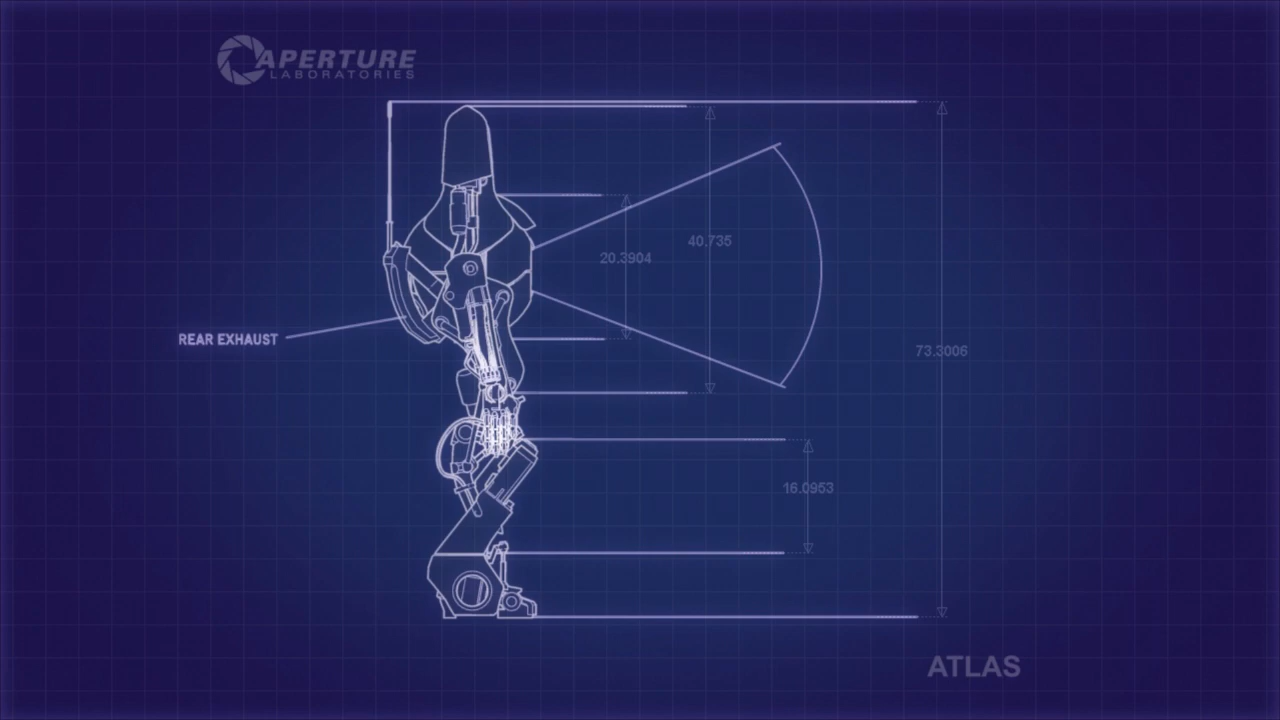 APERTURE
LABORATORIES
40.735
20.3904
REAR EXHAUST
73.3006
16.0953
ATLAS